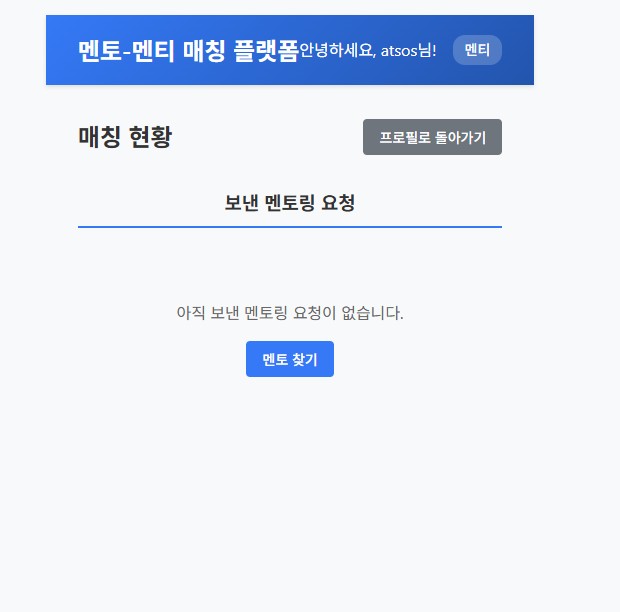 멘토-멘티 매칭 플랫폼안녕하세요, atsos님! 멘티
매칭 현황 프로필로 돌아가기
보낸 멘토링 요청
아직 보낸 멘토링 요청이 없습니다.
멘토 찾기